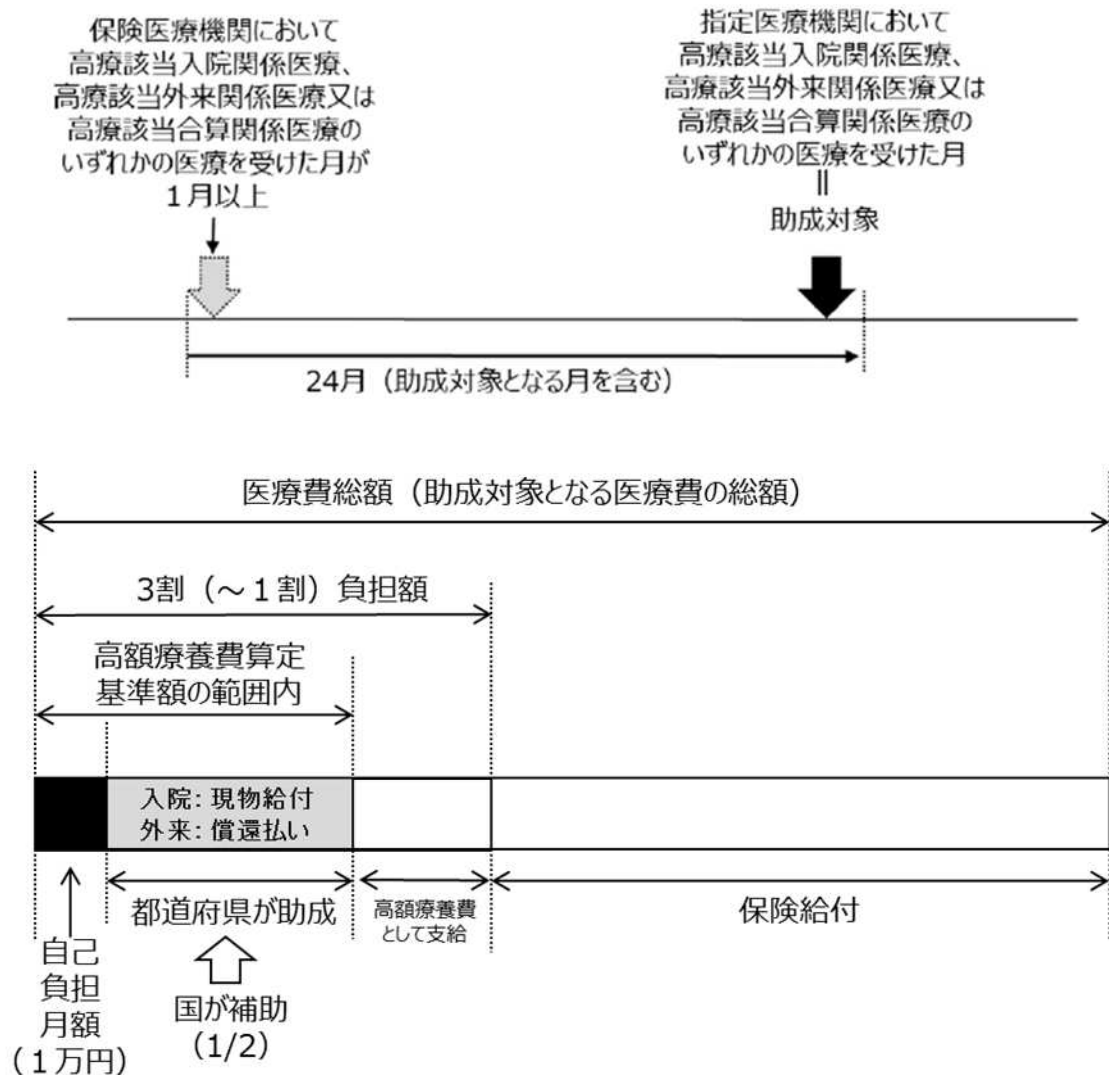 保険医療機関において
高療該当入院関係医療、
高療該当外来関係医療又は
高療該当合算関係医療の
いずれかの医療を受けた月が
1月以上
指定医療機関において
高療該当入院関係医療、
高療該当外来関係医療又は
高療該当合算関係医療の
いずれかの医療を受けた月
||
助成対象
24月（助成対象となる月を含む）
医療費総額（助成対象となる医療費の総額）
3割（～１割）負担額
高額療養費算定
基準額の範囲内
入院：現物給付
外来：償還払い
都道府県が助成
高額療養費
として支給
保険給付
自己
負担
月額
（１万円）
国が補助
(1/2)